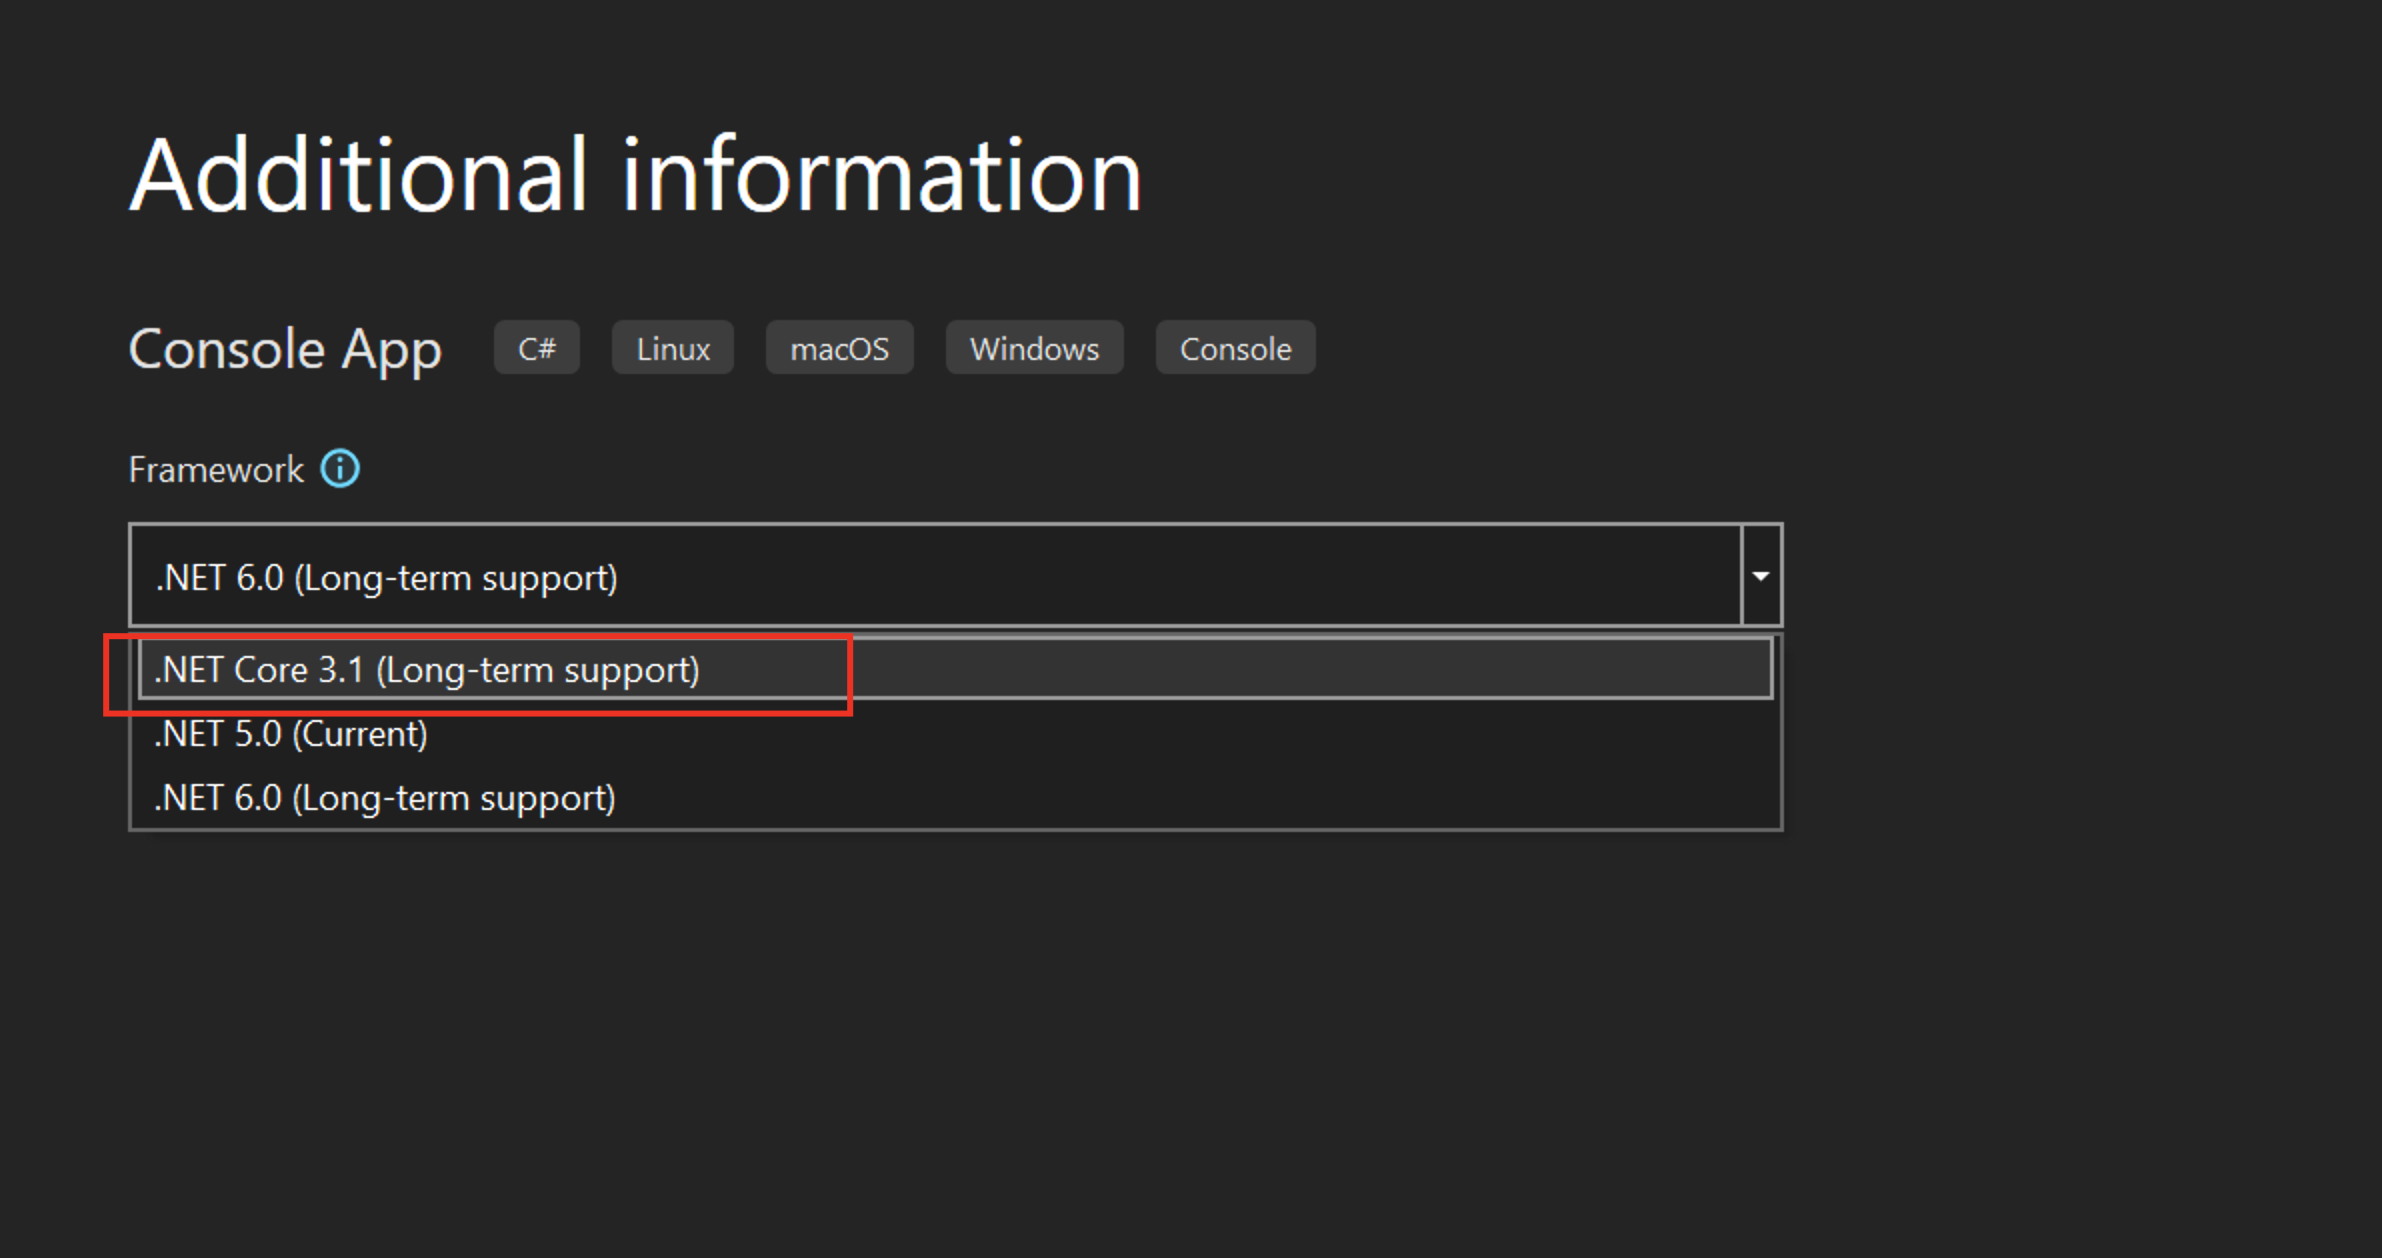 Additional information
Console App C# Linux macOS Windows Console
Framework
.NET 6.0 (Long-term support)
.NET Core 3.1 (Long-term support)
.NET 5.0 (Current)
.NET 6.0 (Long-term support)